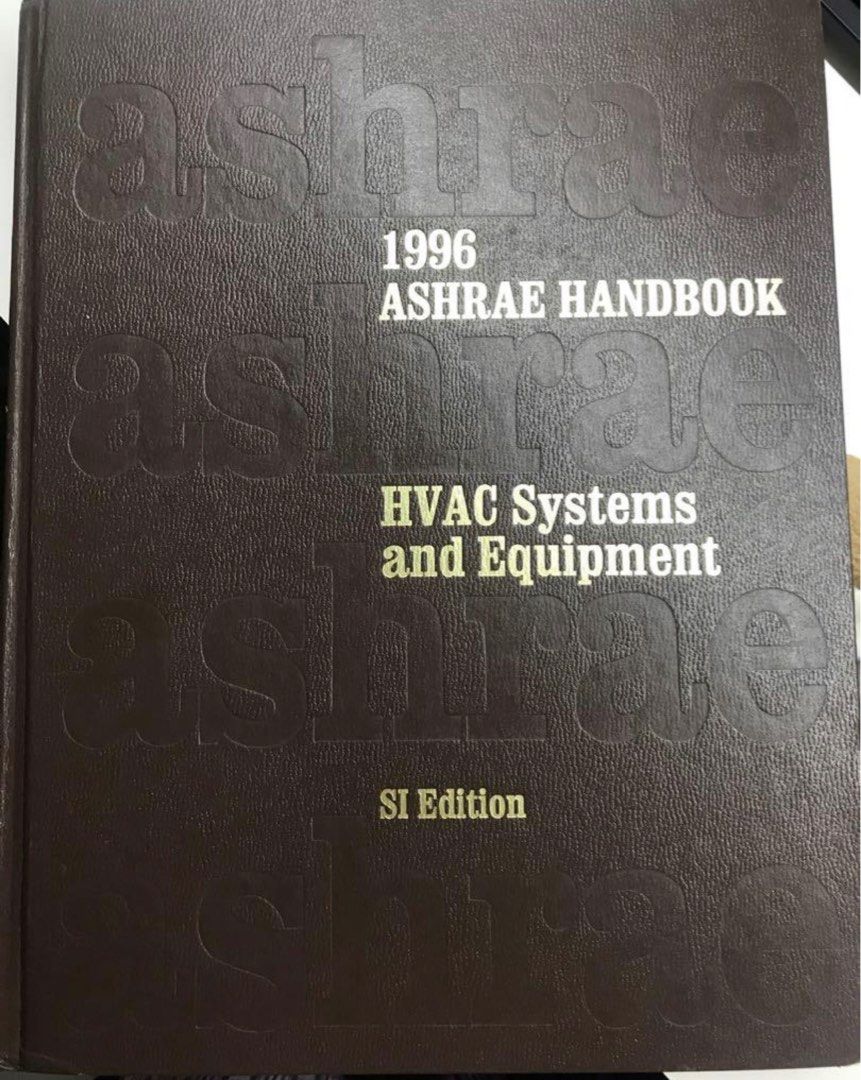 ashrae
1996
ASHRAE HANDBOOK
ashrae
HVAC Systems
and Equipment
ashrae
SI Edition
ashrae